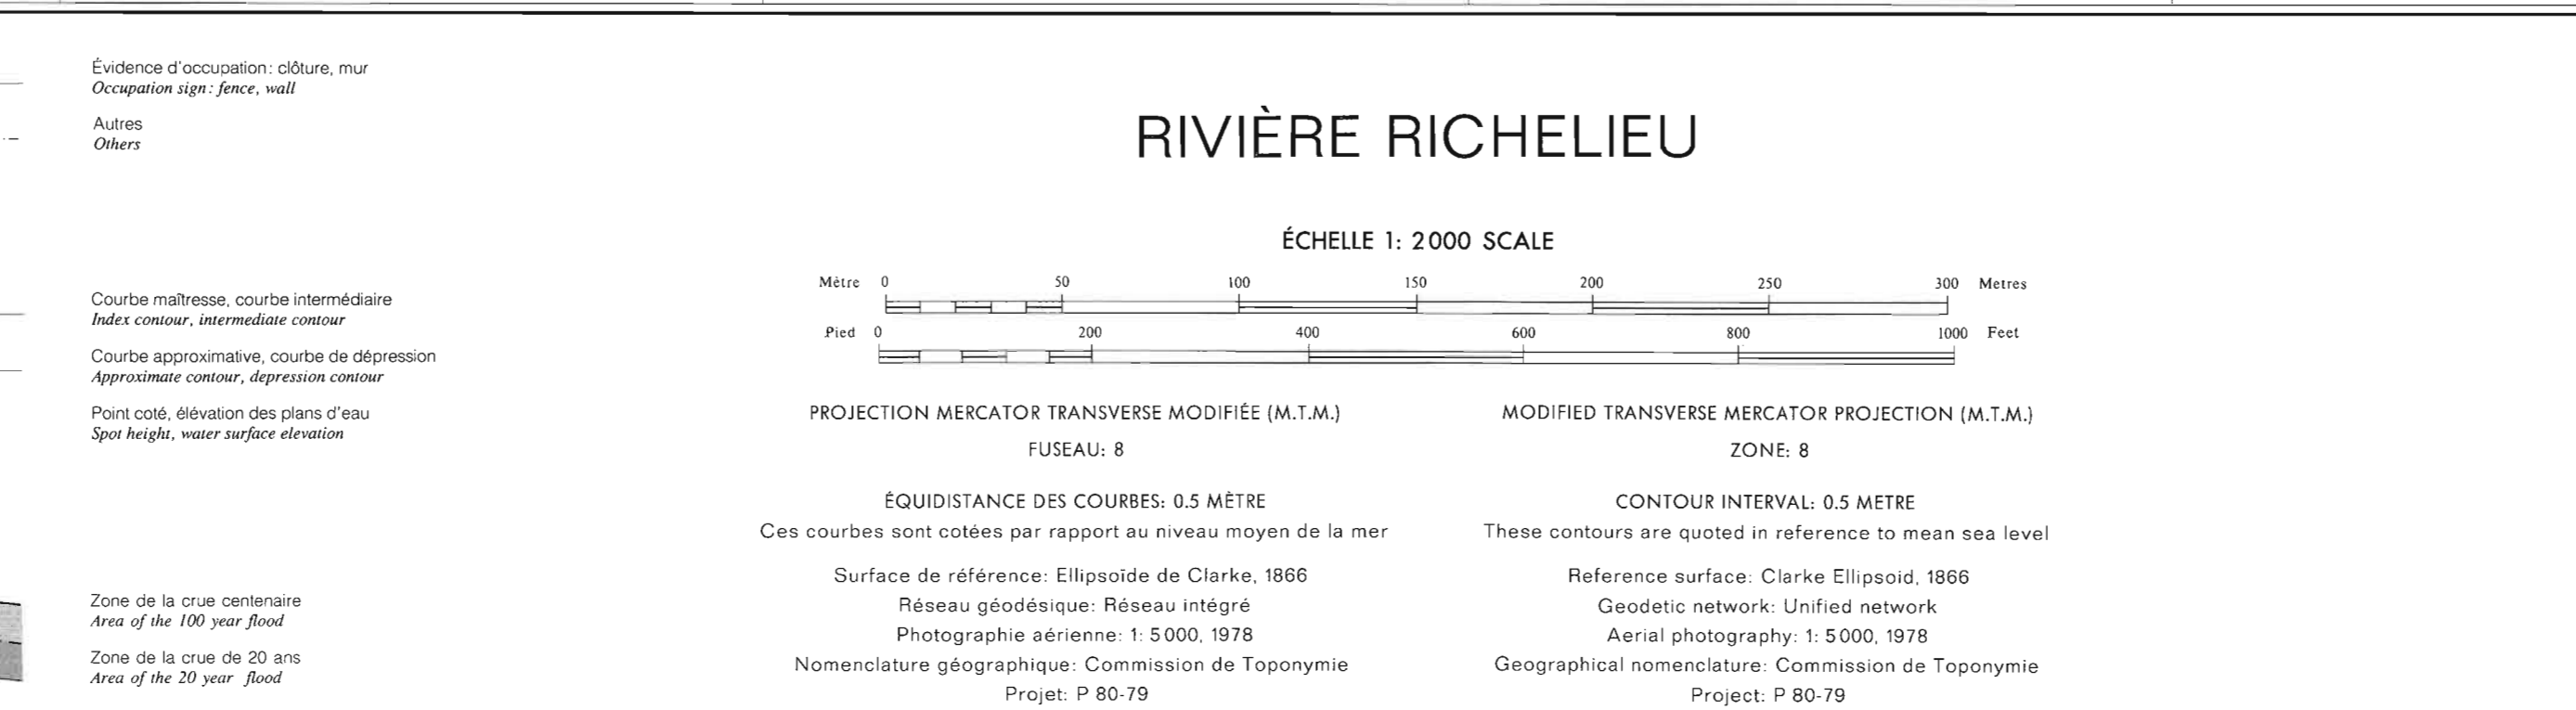 Évidence d'occupation: clôture, mur
Occupation sign: fence, wall
Autres
Others
Courbe maîtresse, courbe intermédiaire
Index contour, intermediate contour
Courbe approximative, courbe de dépression
Approximate contour, depression contour
Point coté, élévation des plans d'eau
Spot height, water surface elevation
Zone de la crue centenaire
Area of the 100 year flood
Zone de la crue de 20 ans
Area of the 20 year flood
RIVIÈRE RICHELIEU
ÉCHELLE 1: 2000 SCALE
Mètre 0 50 100 150 200 250 300 Metres
Pied 0 200 400 600 800 1000 Feet
PROJECTION MERCATOR TRANSVERSE MODIFIÉE (M.T.M.)
FUSEAU: 8
ÉQUIDISTANCE DES COURBES: 0.5 MÈTRE
Ces courbes sont cotées par rapport au niveau moyen de la mer
Surface de référence: Ellipsoïde de Clarke, 1866
Réseau géodésique: Réseau intégré
Photographie aérienne: 1: 5000, 1978
Nomenclature géographique: Commission de Toponymie
Projet: P 80-79
MODIFIED TRANSVERSE MERCATOR PROJECTION (M.T.M.)
ZONE: 8
CONTOUR INTERVAL: 0.5 METRE
These contours are quoted in reference to mean sea level
Reference surface: Clarke Ellipsoid, 1866
Geodetic network: Unified network
Aerial photography: 1: 5000, 1978
Geographical nomenclature: Commission de Toponymie
Project: P 80-79